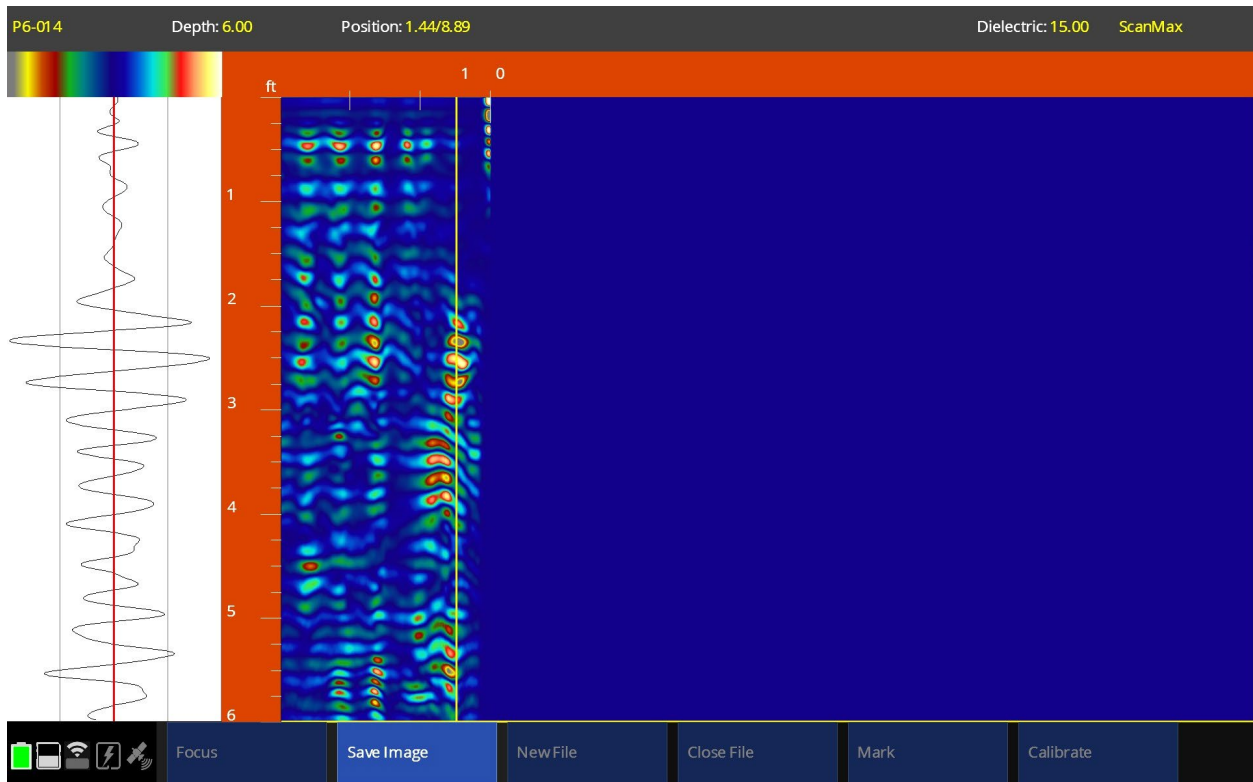 P6-014 Depth: 6.00 Position: 1.44/8.89 Dielectric: 15.00 ScanMax
1 0
ft
1
2
3
4
5
6
Focus Save Image New File Close File Mark Calibrate